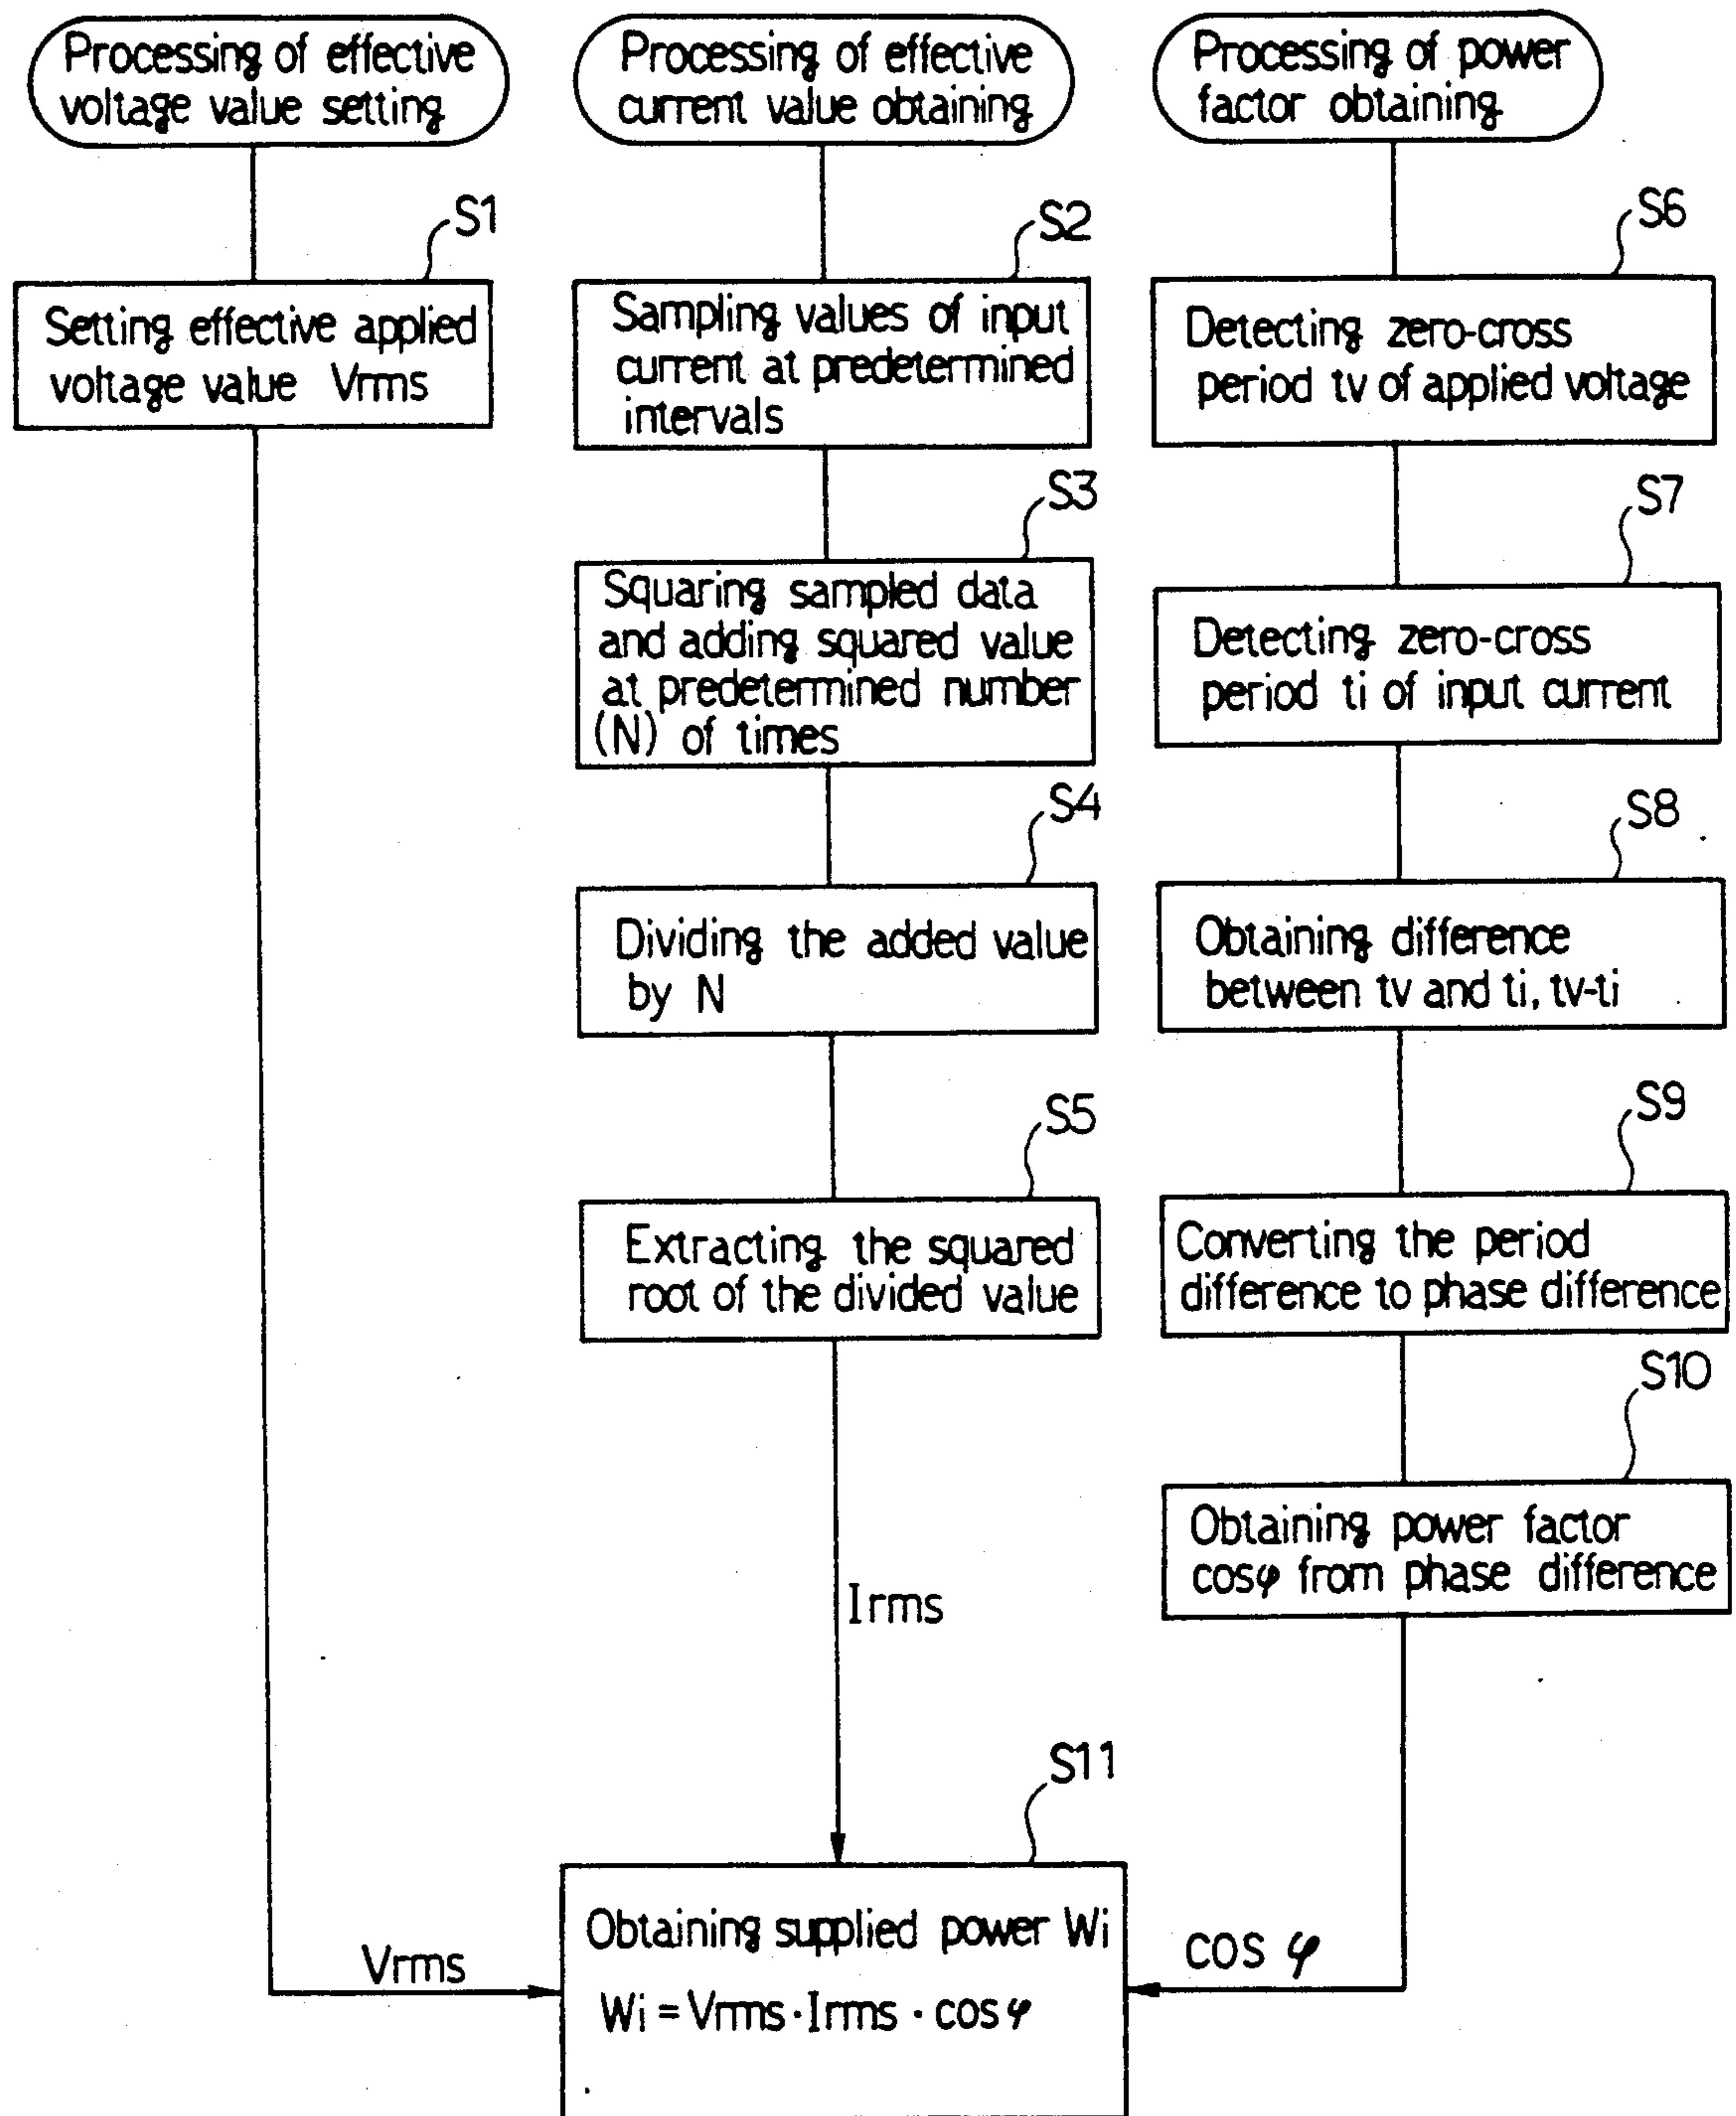 Processing of effective
voltage value setting
S1
Setting effective applied
voltage value Vrms
Processing of effective
current value obtaining
S2
Sampling values of input
current at predetermined
intervals
S3
Squaring sampled data
and adding squared value
at predetermined number
(N) of times
S4
Dividing the added value
by N
S5
Extracting the squared
root of the divided value
Irms
Processing of power
factor obtaining
S6
Detecting zero-cross
period tv of applied voltage
S7
Detecting zero-cross
period ti of input current
S8
Obtaining difference
between tv and ti, tv-ti
S9
Converting the period
difference to phase difference
S10
Obtaining power factor
cosφ from phase difference
S11
Vrms
cos φ
Obtaining supplied power Wi
Wi = Vrms · Irms · cosφ